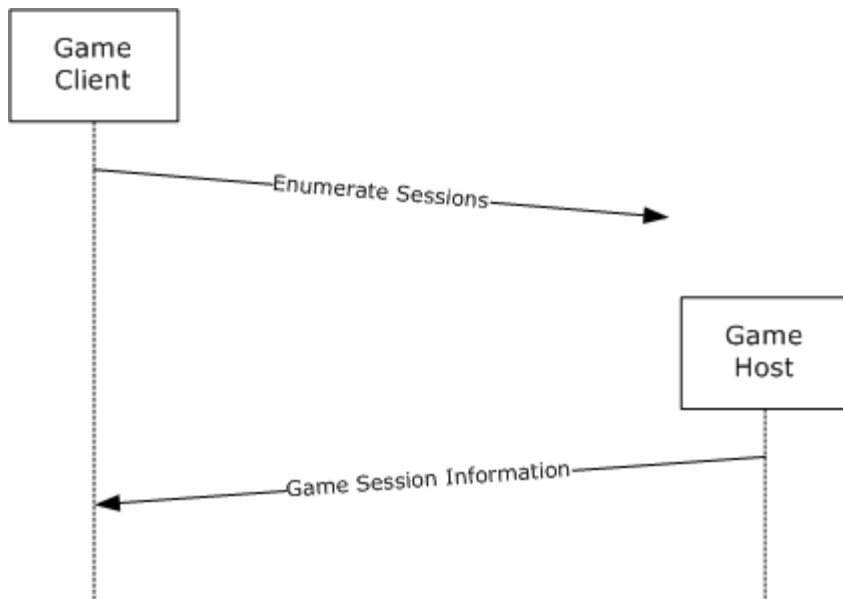 Game
Client
Enumerate Sessions
Game
Host
Game Session Information